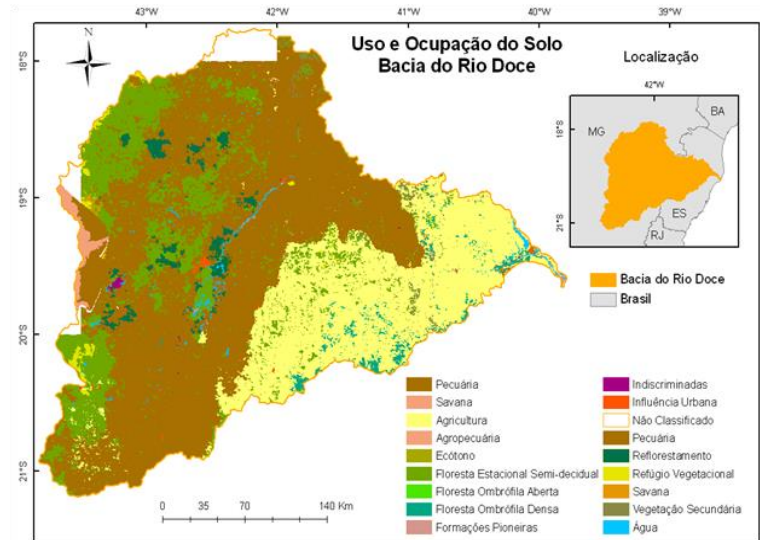 43°W
42°W
41°W
40°W
N
Uso e Ocupação do Solo
Bacia do Rio Doce
Localização
42°W
18°S
21°S
BA
MG
ES
RJ
18°S
19°S
20°S
21°S
Bacia do Rio Doce
Brasil
Pecuária
Savana
Agricultura
Agropecuária
Ecótono
Floresta Estacional Semi-decidual
Floresta Ombrófila Aberta
Floresta Ombrófila Densa
Formações Pioneiras
Indiscriminadas
Influência Urbana
Não Classificado
Pecuária
Reflorestamento
Refúgio Vegetacional
Savana
Vegetação Secundária
Água
0 35 70 140 Km